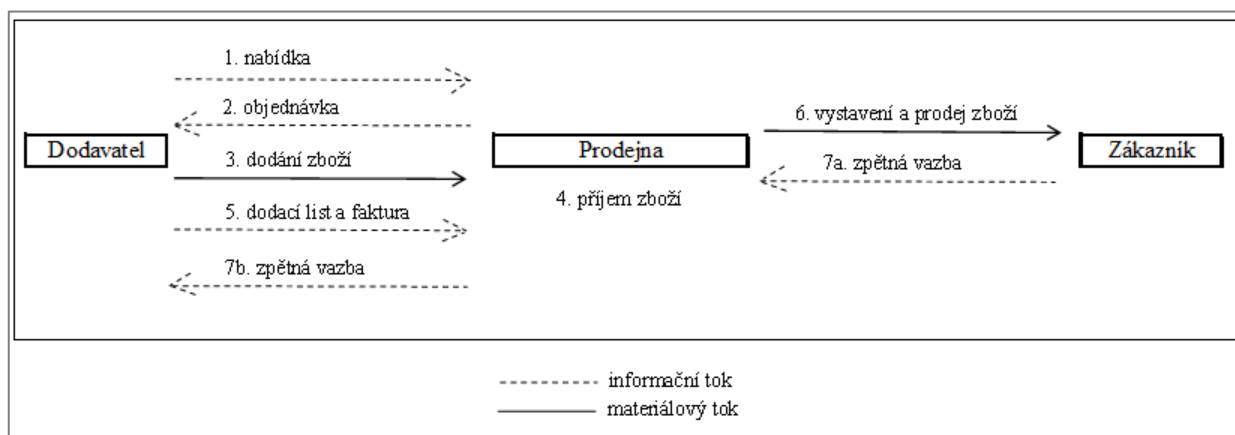 1. nabídka
2. objednávka
Dodavatel
3. dodání zboží
5. dodací list a faktura
7b. zpětná vazba
Prodejna
4. příjem zboží
6. vystavení a prodej zboží
7a. zpětná vazba
Zákazník
informační tok
materiálový tok